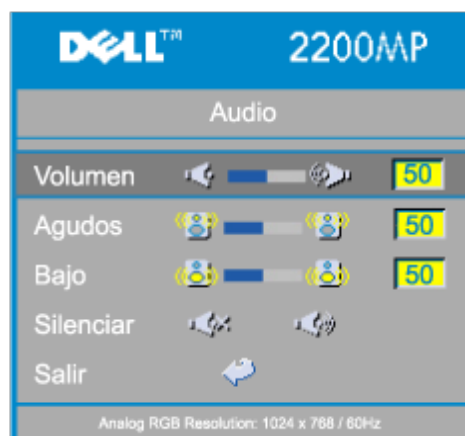 DELL™ 2200MP
Audio
Volumen 50
Agudos 50
Bajo 50
Silenciar
Salir
Analog RGB Resolution: 1024 x 768 / 60Hz